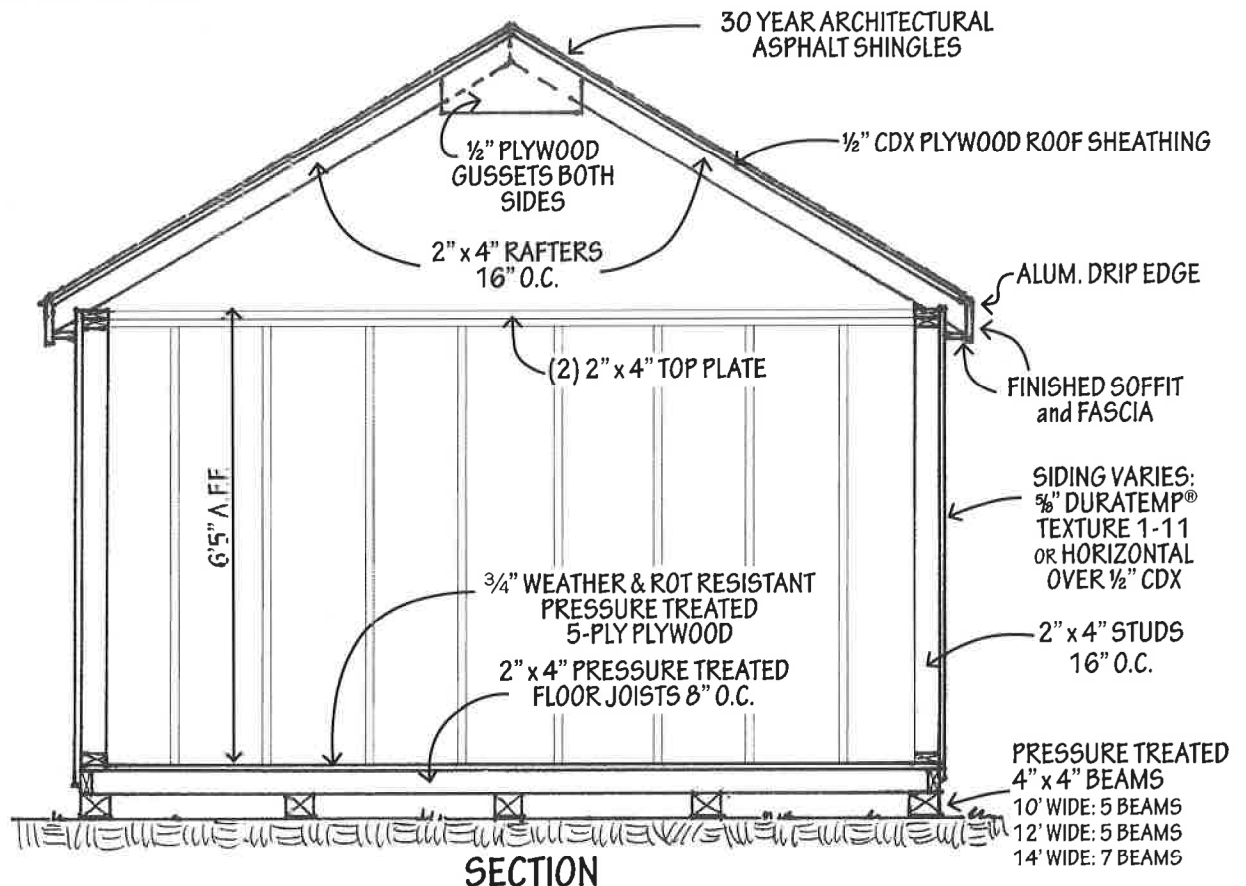 30 YEAR ARCHITECTURAL
ASPHALT SHINGLES
½" CDX PLYWOOD ROOF SHEATHING
½" PLYWOOD
GUSSETS BOTH
SIDES
2" x 4" RAFTERS
16" O.C.
ALUM. DRIP EDGE
(2) 2" x 4" TOP PLATE
FINISHED SOFFIT
and FASCIA
6'5" A.F.F.
SIDING VARIES:
⅝" DURATEMP®
TEXTURE 1-11
OR HORIZONTAL
OVER ½" CDX
¾" WEATHER & ROT RESISTANT
PRESSURE TREATED
5-PLY PLYWOOD
2" x 4" STUDS
16" O.C.
2" x 4" PRESSURE TREATED
FLOOR JOISTS 8" O.C.
PRESSURE TREATED
4" x 4" BEAMS
10' WIDE: 5 BEAMS
12' WIDE: 5 BEAMS
14' WIDE: 7 BEAMS
SECTION